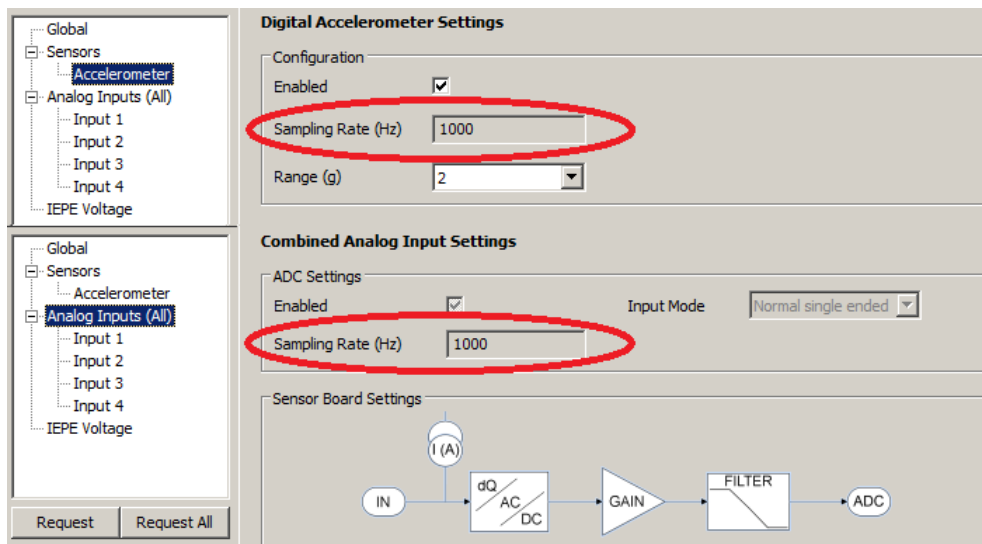 Global
Sensors
Accelerometer
Analog Inputs (All)
Input 1
Input 2
Input 3
Input 4
IEPE Voltage
Digital Accelerometer Settings
Configuration
Enabled
Sampling Rate (Hz) 1000
Range (g) 2
Global
Sensors
Accelerometer
Analog Inputs (All)
Input 1
Input 2
Input 3
Input 4
IEPE Voltage
Request Request All
Combined Analog Input Settings
ADC Settings
Enabled Input Mode Normal single ended
Sampling Rate (Hz) 1000
Sensor Board Settings
I (A)
IN
dQ
AC
DC
GAIN
FILTER
ADC